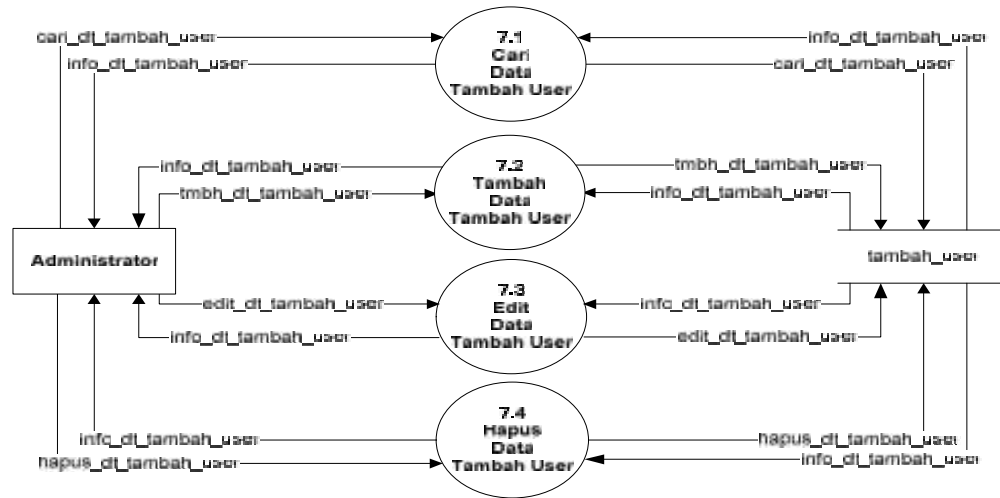 cari_dt_tambah_user
info_dt_tambah_user
7.1
Cari
Data
Tambah User
info_dt_tambah_user
cari_dt_tambah_user
info_dt_tambah_user
tmbh_dt_tambah_user
7.2
Tambah
Data
Tambah User
tmbh_dt_tambah_user
info_dt_tambah_user
Administrator
tambah_user
edit_dt_tambah_user
info_dt_tambah_user
7.3
Edit
Data
Tambah User
info_dt_tambah_user
edit_dt_tambah_user
info_dt_tambah_user
hapus_dt_tambah_user
7.4
Hapus
Data
Tambah User
hapus_dt_tambah_user
info_dt_tambah_user